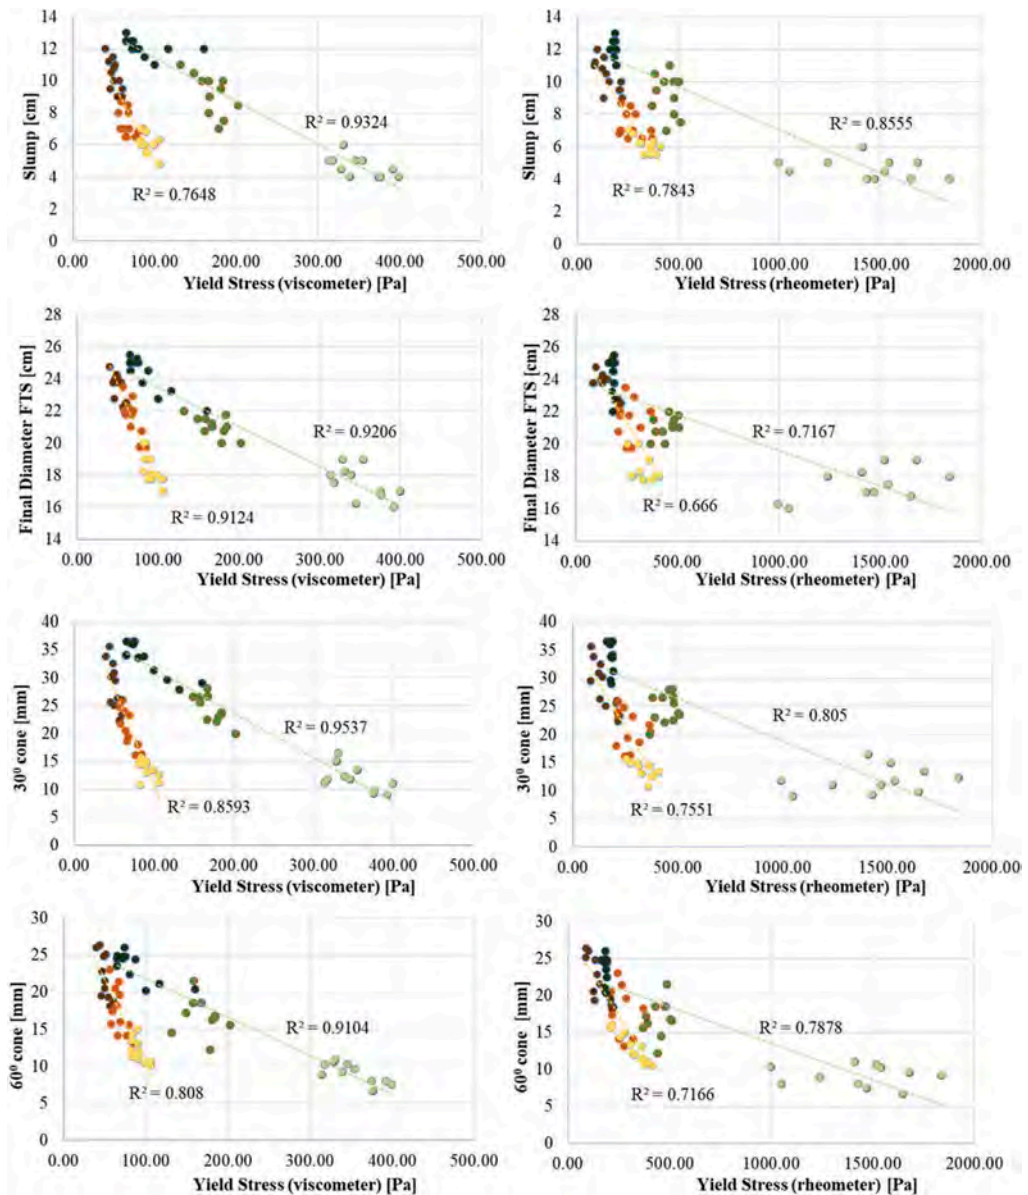 14
12
10
8
6
4
2
0
Slump [cm]
R² = 0.9324
R² = 0.7648
0.00 100.00 200.00 300.00 400.00 500.00
Yield Stress (viscometer) [Pa]
14
12
10
8
6
4
2
0
Slump [cm]
R² = 0.8555
R² = 0.7843
0.00 500.00 1000.00 1500.00 2000.00
Yield Stress (rheometer) [Pa]
28
26
24
22
20
18
16
14
Final Diameter FTS [cm]
R² = 0.9206
R² = 0.9124
0.00 100.00 200.00 300.00 400.00 500.00
Yield Stress (viscometer) [Pa]
28
26
24
22
20
18
16
14
Final Diameter FTS [cm]
R² = 0.7167
R² = 0.666
0.00 500.00 1000.00 1500.00 2000.00
Yield Stress (rheometer) [Pa]
40
35
30
25
20
15
10
5
0
30⁰ cone [mm]
R² = 0.9537
R² = 0.8593
0.00 100.00 200.00 300.00 400.00 500.00
Yield Stress (viscometer) [Pa]
40
35
30
25
20
15
10
5
0
30⁰ cone [mm]
R² = 0.805
R² = 0.7551
0.00 500.00 1000.00 1500.00 2000.00
Yield Stress (rheometer) [Pa]
30
25
20
15
10
5
0
60⁰ cone [mm]
R² = 0.9104
R² = 0.808
0.00 100.00 200.00 300.00 400.00 500.00
Yield Stress (viscometer) [Pa]
30
25
20
15
10
5
0
60⁰ cone [mm]
R² = 0.7878
R² = 0.7166
0.00 500.00 1000.00 1500.00 2000.00
Yield Stress (rheometer) [Pa]